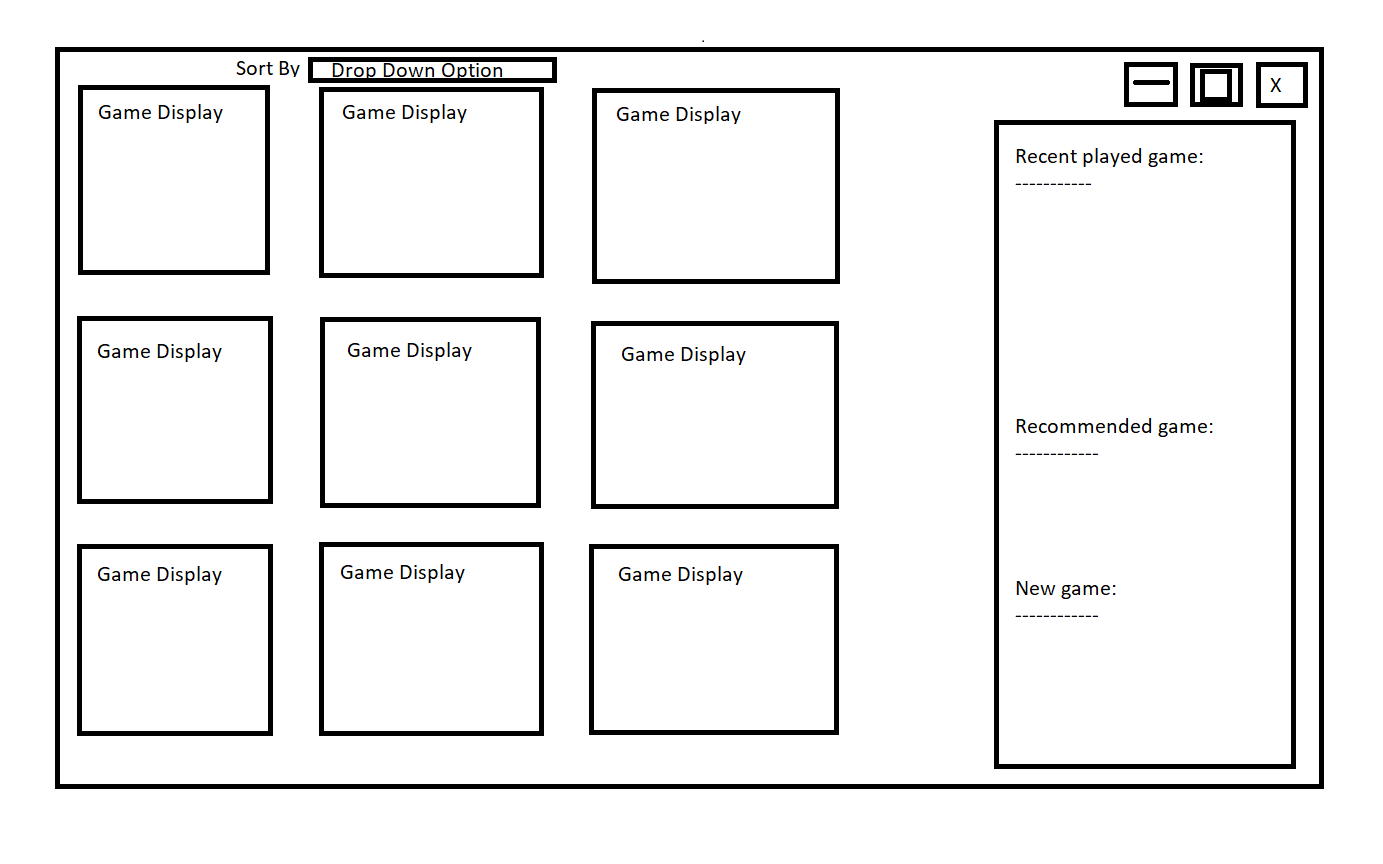 Sort By Drop Down Option
X
Game Display Game Display Game Display
Game Display Game Display Game Display
Game Display Game Display Game Display
Recent played game:
-----------
Recommended game:
------------
New game:
------------